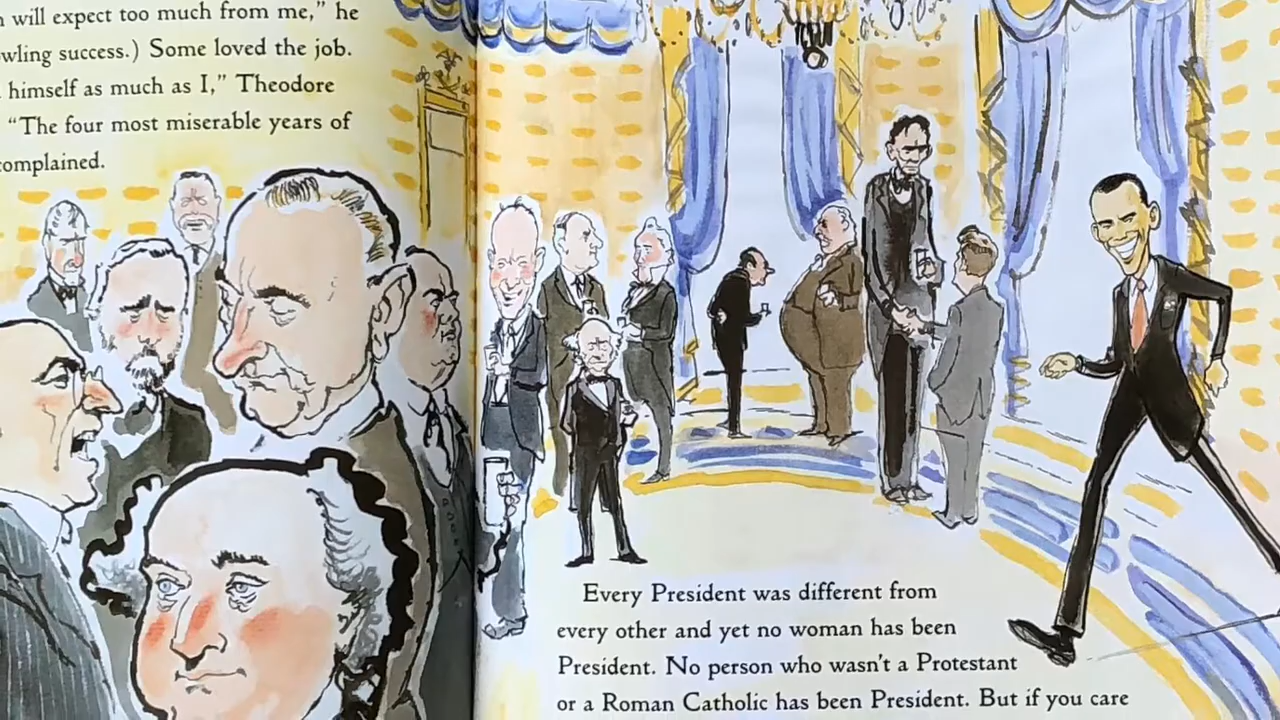 will expect too much from me,” he
wling success.) Some loved the job.
himself as much as I,” Theodore
“The four most miserable years of
omplained.
Every President was different from
every other and yet no woman has been
President. No person who wasn’t a Protestant
or a Roman Catholic has been President. But if you care